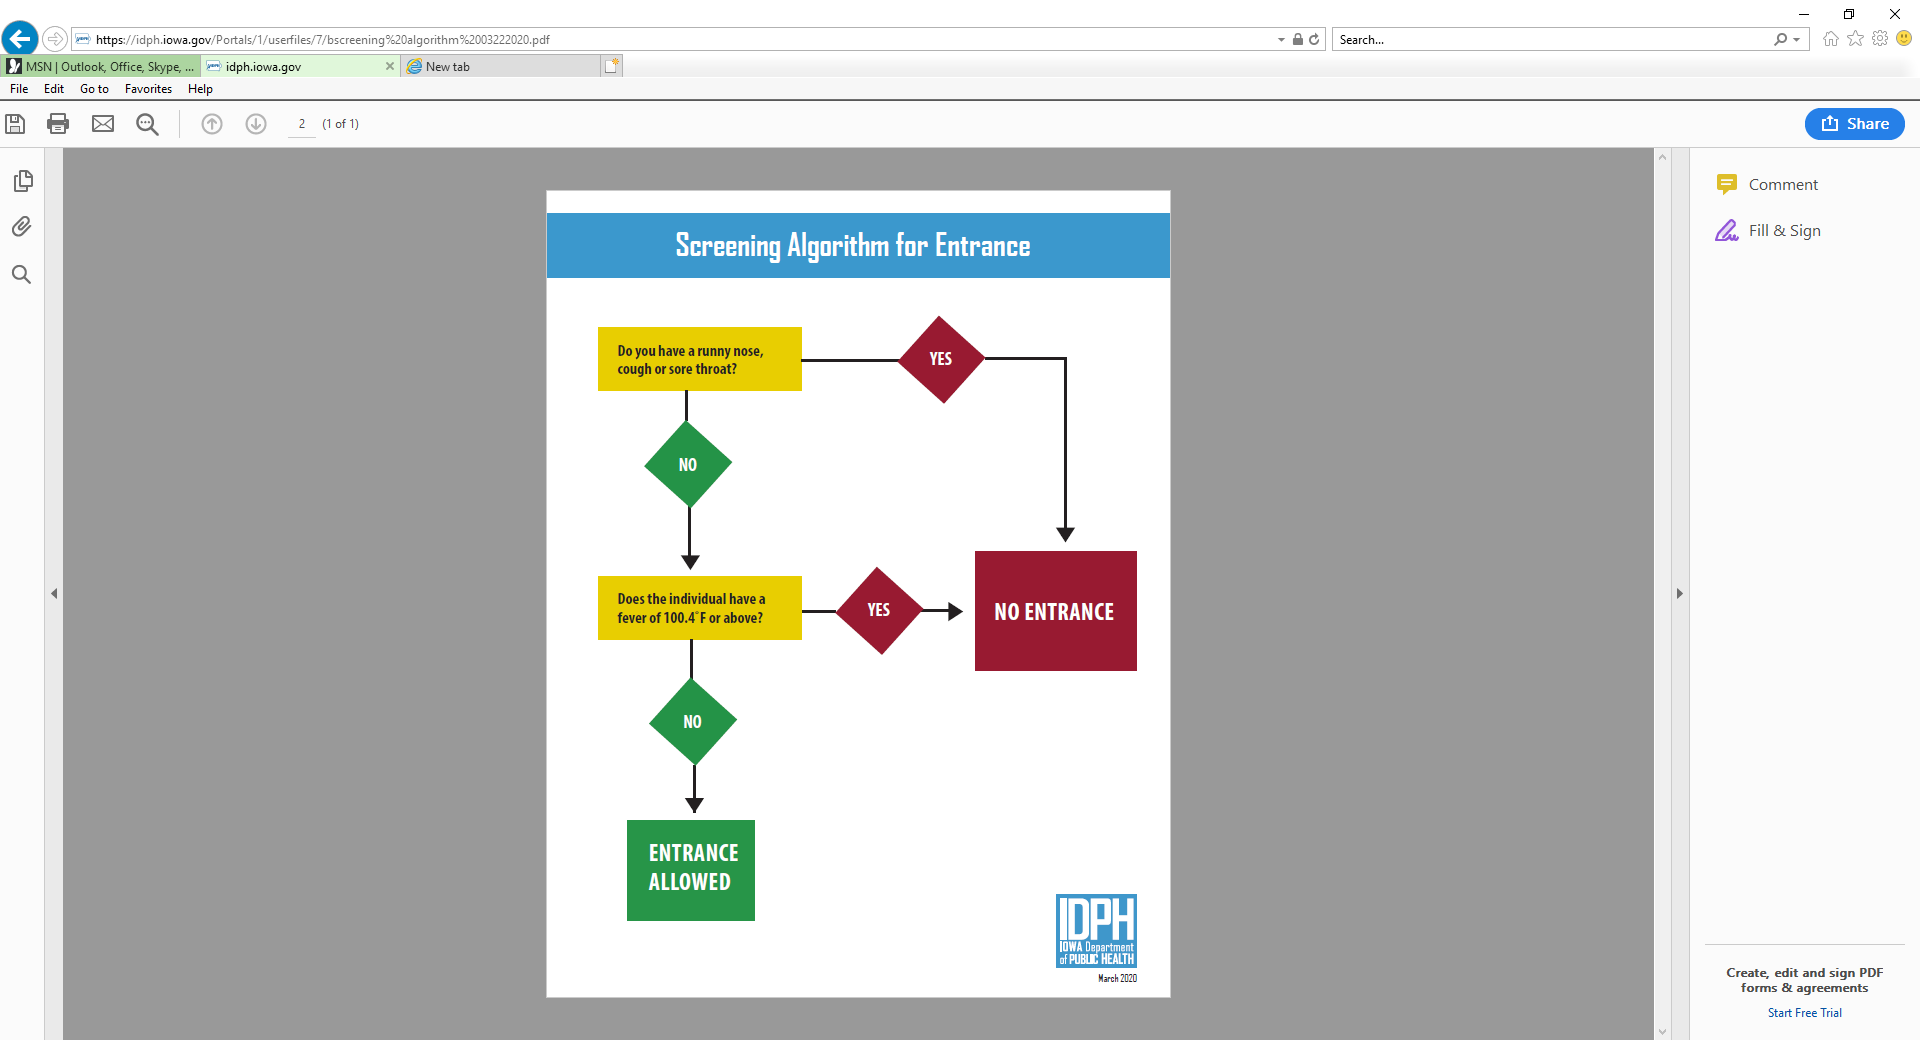 https://idph.iowa.gov/Portals/1/userfiles/7/bscreening%20algorithm%2003222020.pdf
Search...
MSN | Outlook, Office, Skype, ...
idph.iowa.gov
New tab
File Edit Go to Favorites Help
2 (1 of 1)
Share
Comment
Fill & Sign
Screening Algorithm for Entrance
Do you have a runny nose,
cough or sore throat?
YES
NO
Does the individual have a
fever of 100.4°F or above?
YES
NO ENTRANCE
NO
ENTRANCE
ALLOWED
IDPH
IOWA Department
of PUBLIC HEALTH
March 2020
Create, edit and sign PDF
forms & agreements
Start Free Trial